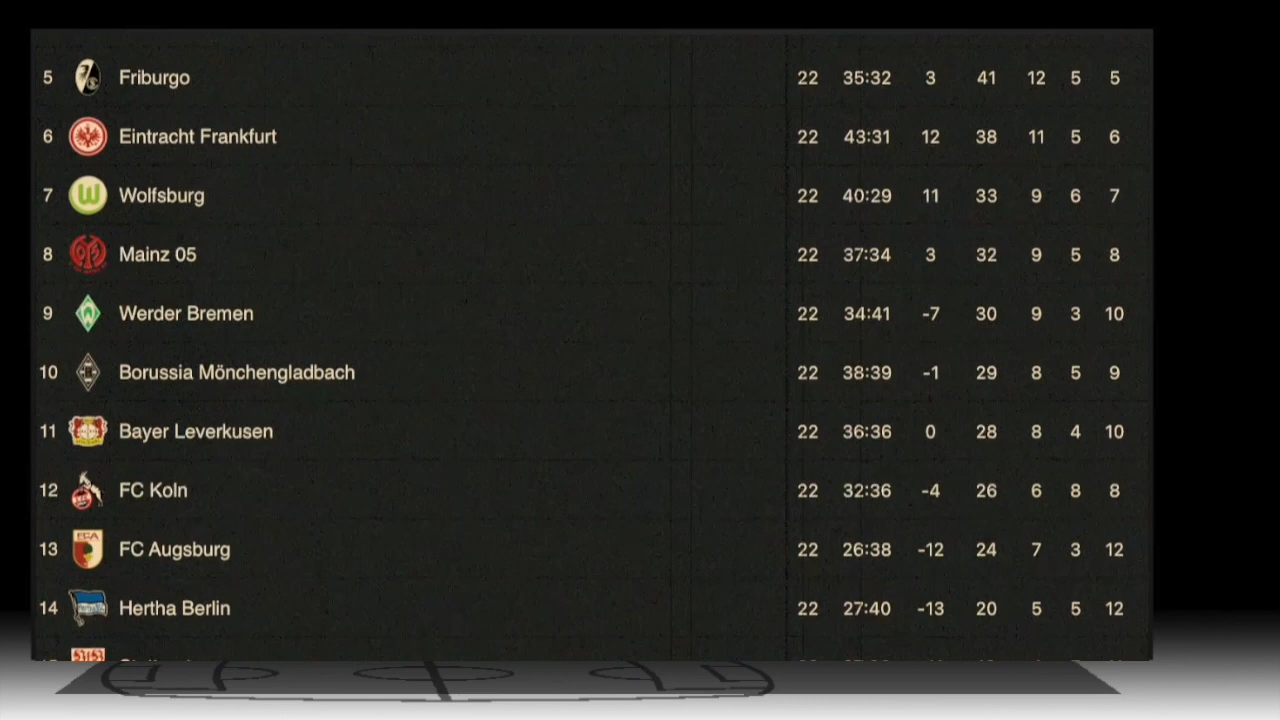 5 Friburgo 22 35:32 3 41 12 5 5
6 Eintracht Frankfurt 22 43:31 12 38 11 5 6
7 Wolfsburg 22 40:29 11 33 9 6 7
8 Mainz 05 22 37:34 3 32 9 5 8
9 Werder Bremen 22 34:41 -7 30 9 3 10
10 Borussia Mönchengladbach 22 38:39 -1 29 8 5 9
11 Bayer Leverkusen 22 36:36 0 28 8 4 10
12 FC Koln 22 32:36 -4 26 6 8 8
13 FCA FC Augsburg 22 26:38 -12 24 7 3 12
14 Hertha Berlin 22 27:40 -13 20 5 5 12